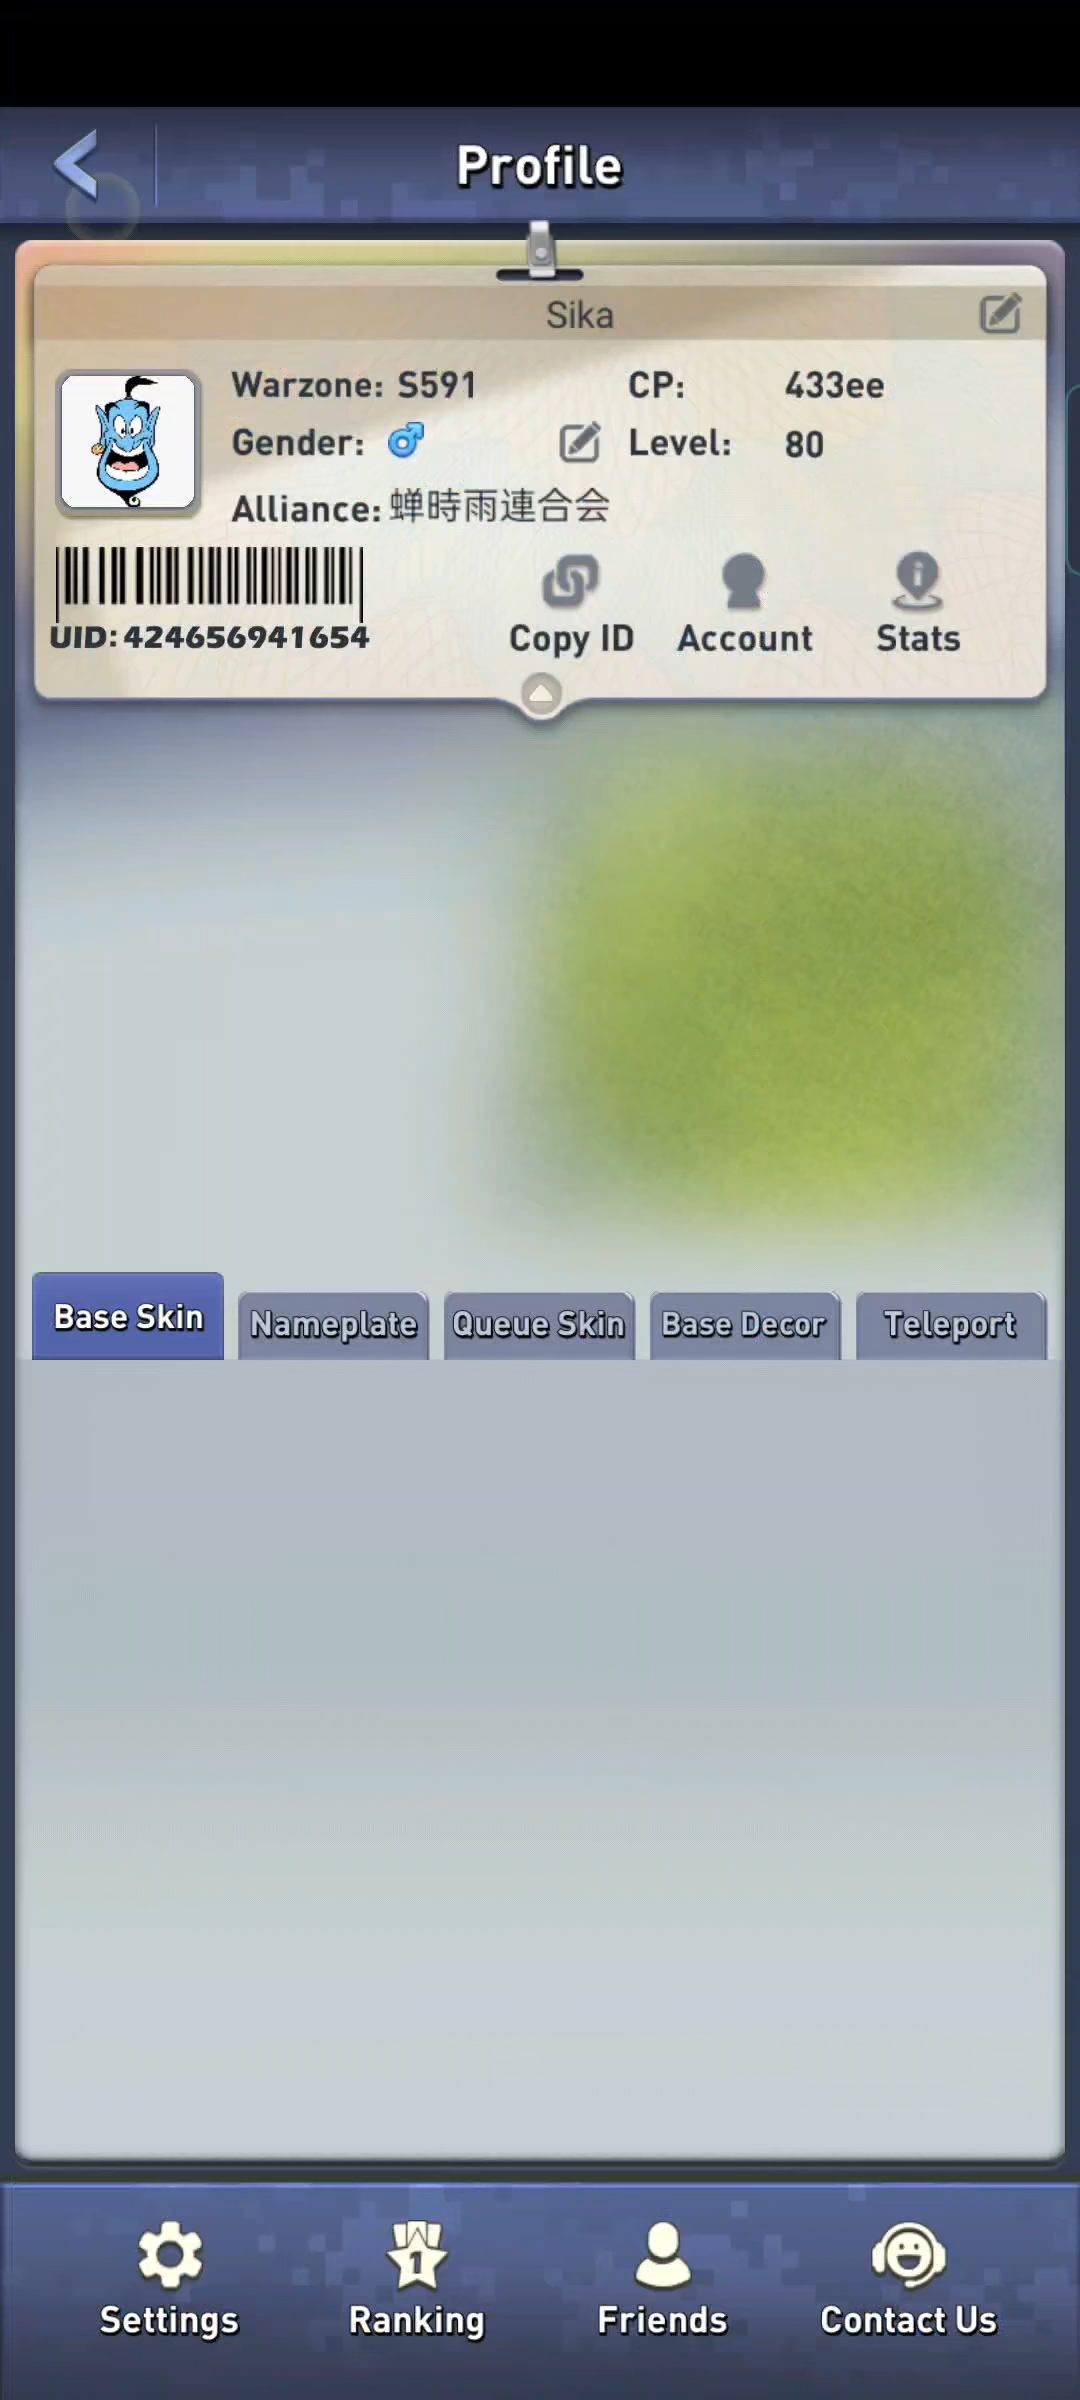 Profile
Sika
Warzone: S591
CP: 433ee
Gender:
Level: 80
Alliance: 蝉時雨連合会
UID: 424656941654
Copy ID
Account
Stats
Base Skin
Nameplate
Queue Skin
Base Decor
Teleport
1
Settings
Ranking
Friends
Contact Us